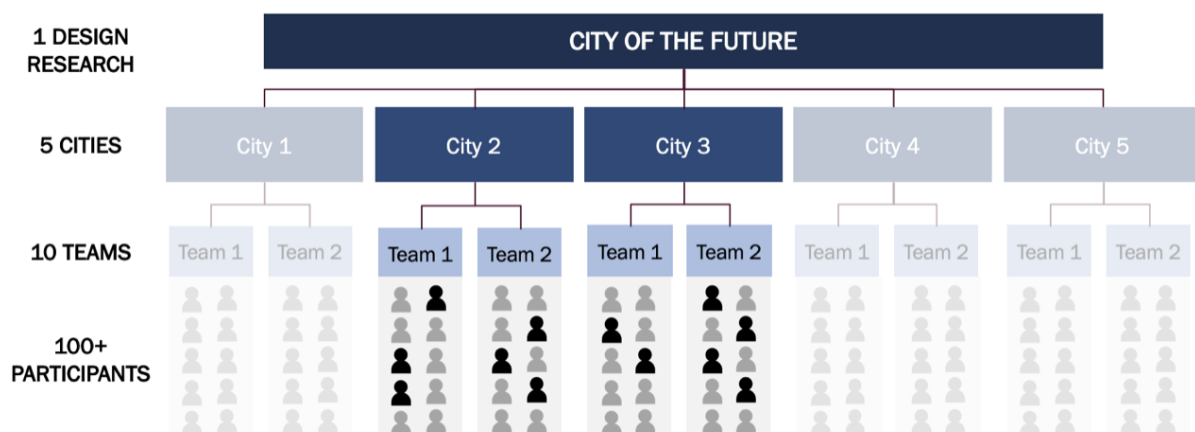 1 DESIGN
RESEARCH
CITY OF THE FUTURE
5 CITIES
City 1
City 2
City 3
City 4
City 5
10 TEAMS
Team 1
Team 2
Team 1
Team 2
Team 1
Team 2
Team 1
Team 2
Team 1
Team 2
100+
PARTICIPANTS